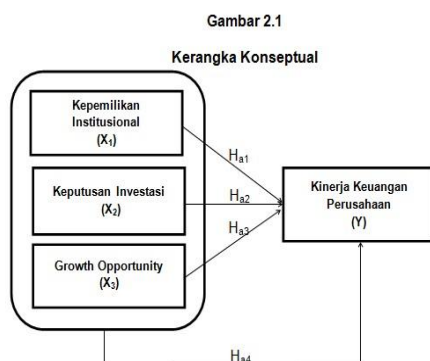 Gambar 2.1
Kerangka Konseptual
Kepemilikan
Institusional
(X1)
Ha1
Keputusan Investasi
(X2)
Ha2
Kinerja Keuangan
Perusahaan
(Y)
Ha3
Growth Opportunity
(X3)
Ha4